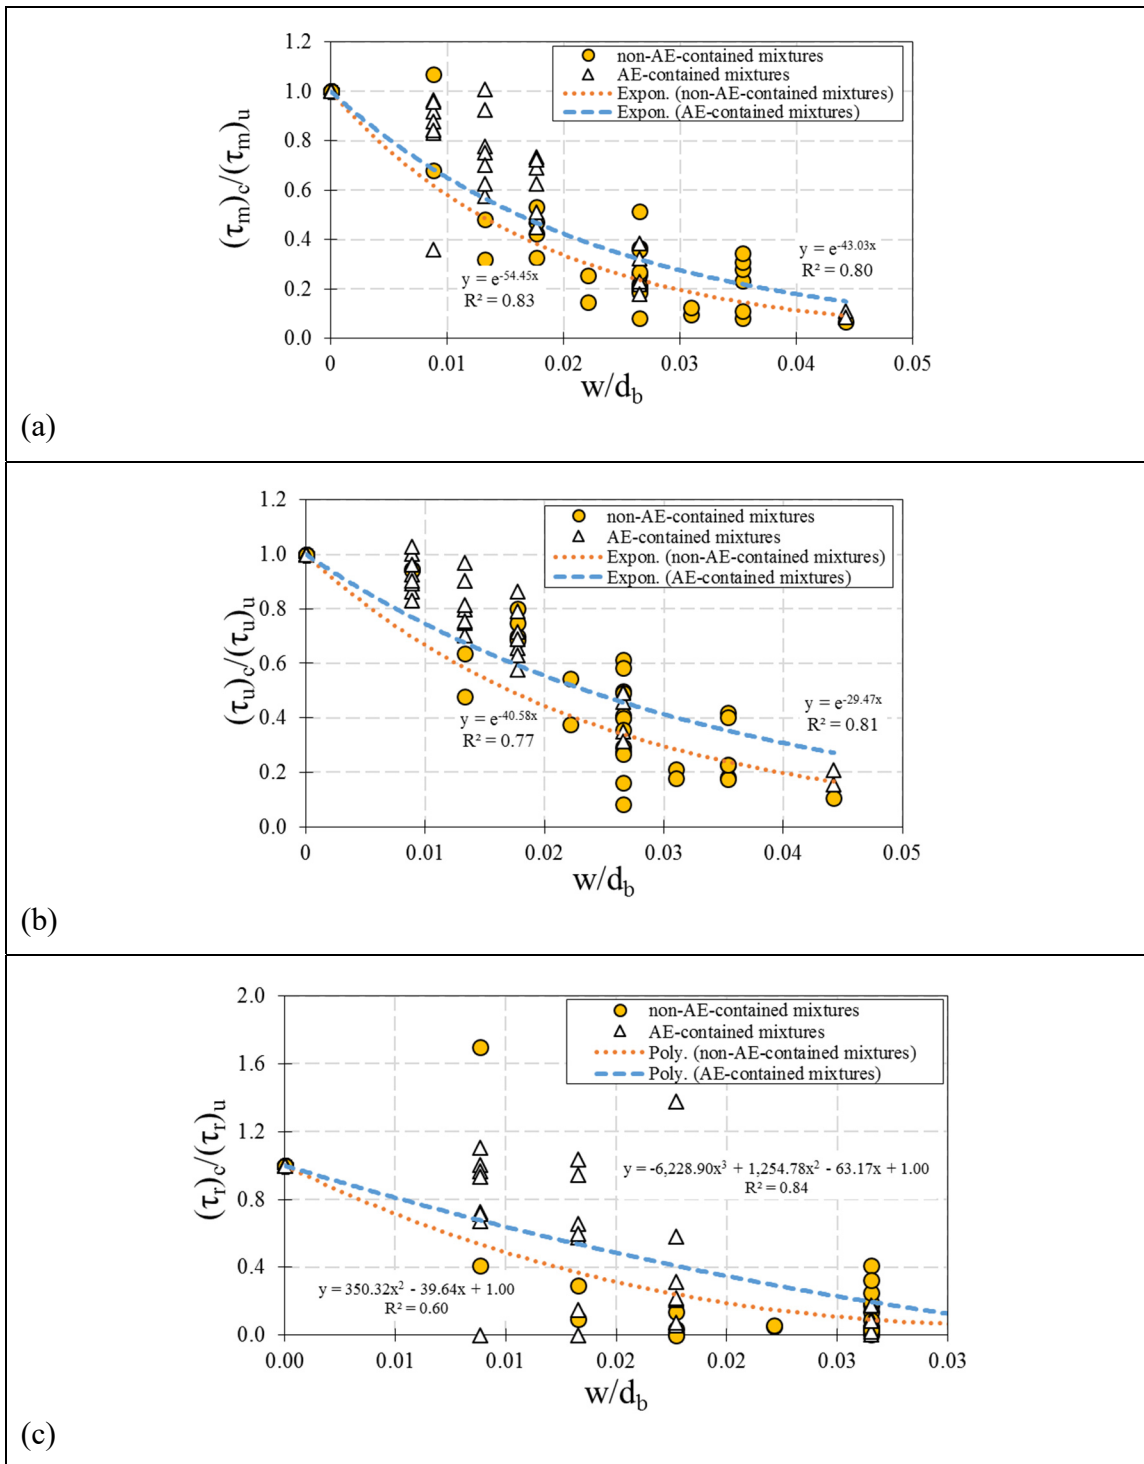 1.2
1.0
0.8
0.6
0.4
0.2
0.0
(τm)c/(τm)u
non-AE-contained mixtures
AE-contained mixtures
Expon. (non-AE-contained mixtures)
Expon. (AE-contained mixtures)
y = e-43.03x
R² = 0.80
y = e-54.45x
R² = 0.83
0 0.01 0.02 0.03 0.04 0.05
w/db
(a)
1.2
1.0
0.8
0.6
0.4
0.2
0.0
(τu)c/(τu)u
non-AE-contained mixtures
AE-contained mixtures
Expon. (non-AE-contained mixtures)
Expon. (AE-contained mixtures)
y = e-29.47x
R² = 0.81
y = e-40.58x
R² = 0.77
0 0.01 0.02 0.03 0.04 0.05
w/db
(b)
2.0
1.6
1.2
0.8
0.4
0.0
(τr)c/(τr)u
non-AE-contained mixtures
AE-contained mixtures
Poly. (non-AE-contained mixtures)
Poly. (AE-contained mixtures)
y = -6,228.90x3 + 1,254.78x2 - 63.17x + 1.00
R² = 0.84
y = 350.32x2 - 39.64x + 1.00
R² = 0.60
0.00 0.01 0.01 0.02 0.02 0.03 0.03
w/db
(c)